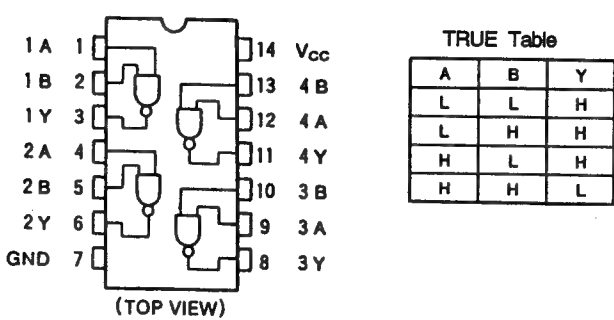 1A 1
1B 2
1Y 3
2A 4
2B 5
2Y 6
GND 7
14 Vcc
13 4B
12 4A
11 4Y
10 3B
9 3A
8 3Y
(TOP VIEW)
TRUE Table
A B Y
L L H
L H H
H L H
H H L